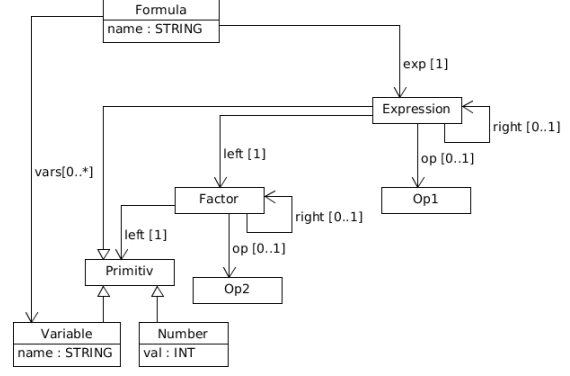 Formula
name : STRING
exp [1]
Expression
right [0..1]
left [1]
op [0..1]
vars[0..*]
Factor
Op1
right [0..1]
left [1]
op [0..1]
Primitiv
Op2
Variable
name : STRING
Number
val : INT